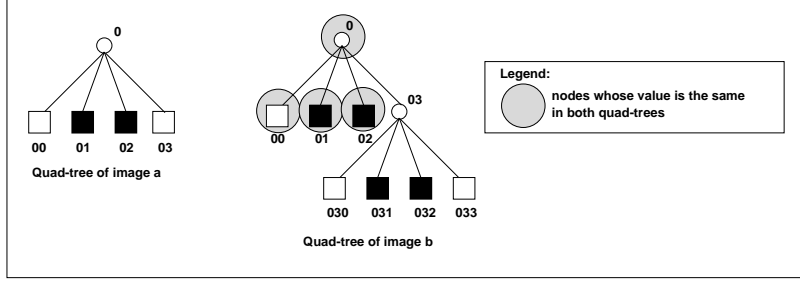 0
00 01 02 03
Quad-tree of image a
0
03
00 01 02
030 031 032 033
Quad-tree of image b
Legend:
nodes whose value is the same
in both quad-trees